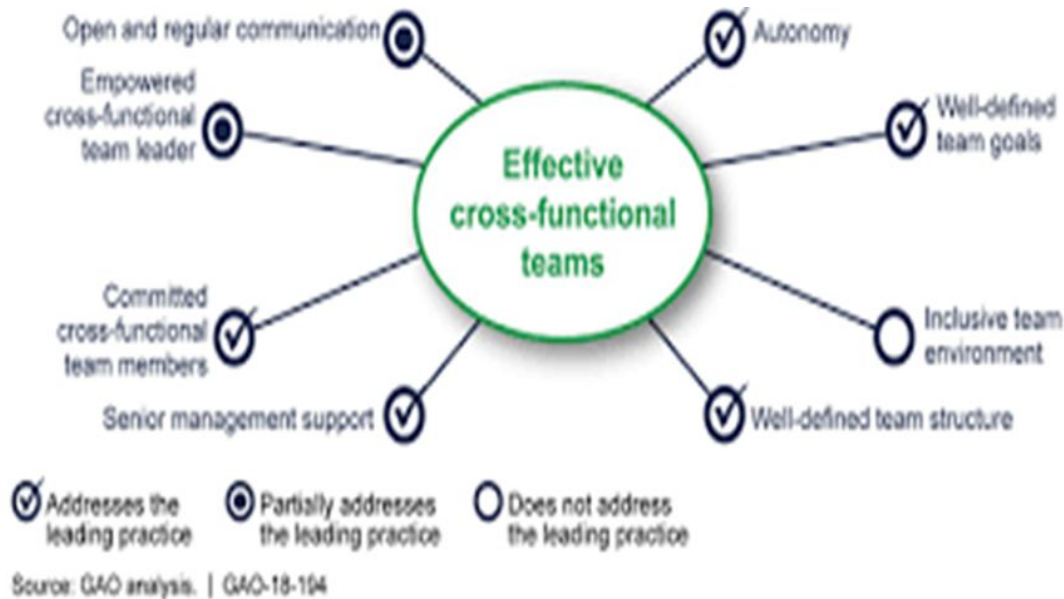 Open and regular communication
Autonomy
Empowered
cross-functional
team leader
Well-defined
team goals
Effective
cross-functional
teams
Committed
cross-functional
team members
Inclusive team
environment
Senior management support
Well-defined team structure
Addresses the
leading practice
Partially addresses
the leading practice
Does not address
the leading practice
Source: GAO analysis. | GAO-18-194